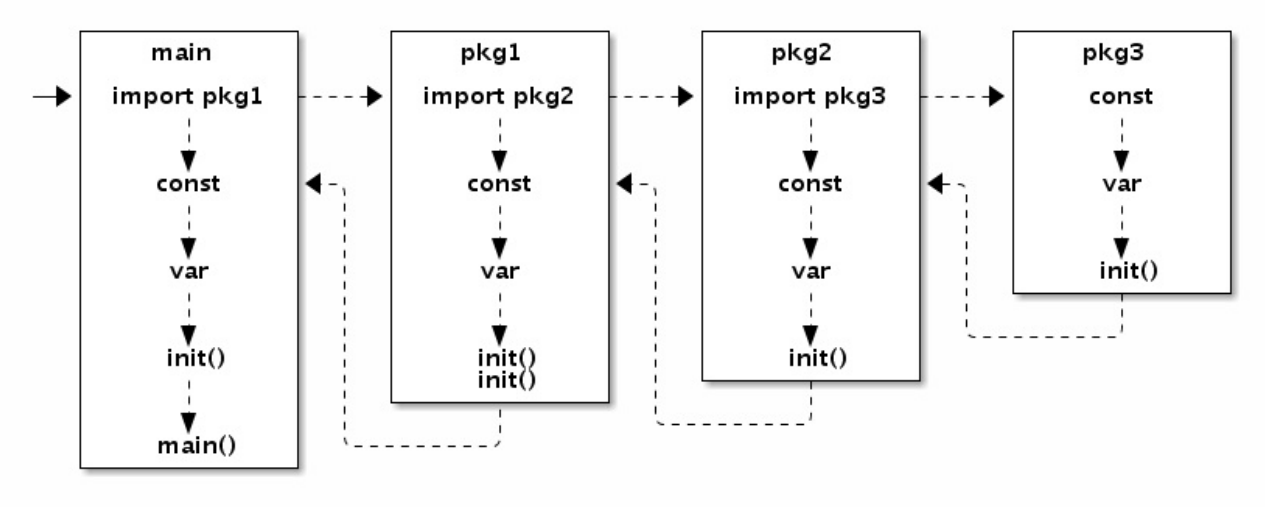 main
import pkg1
const
var
init()
main()
pkg1
import pkg2
const
var
init()
init()
pkg2
import pkg3
const
var
init()
pkg3
const
var
init()